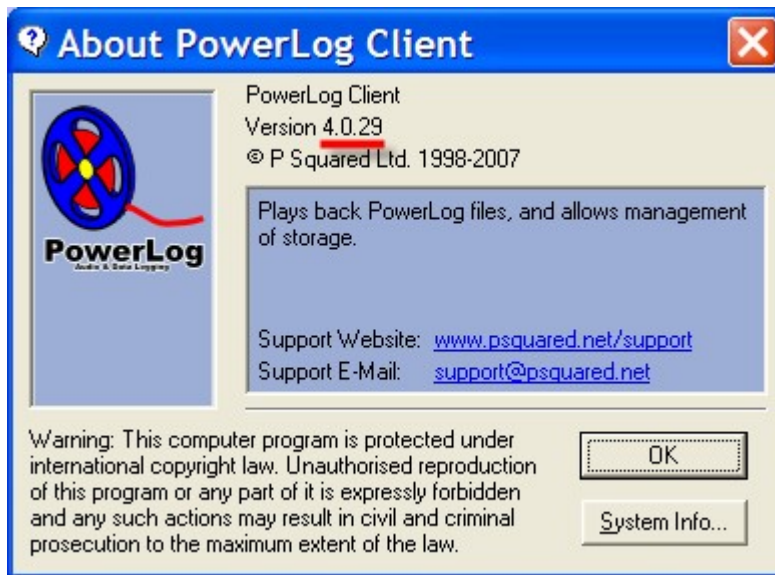 About PowerLog Client
PowerLog Client
Version 4.0.29
© P Squared Ltd. 1998-2007
PowerLog
Audio & Data Logging
Plays back PowerLog files, and allows management
of storage.
Support Website: www.psquared.net/support
Support E-Mail: support@psquared.net
Warning: This computer program is protected under
international copyright law. Unauthorised reproduction
of this program or any part of it is expressly forbidden
and any such actions may result in civil and criminal
prosecution to the maximum extent of the law.
OK
System Info...